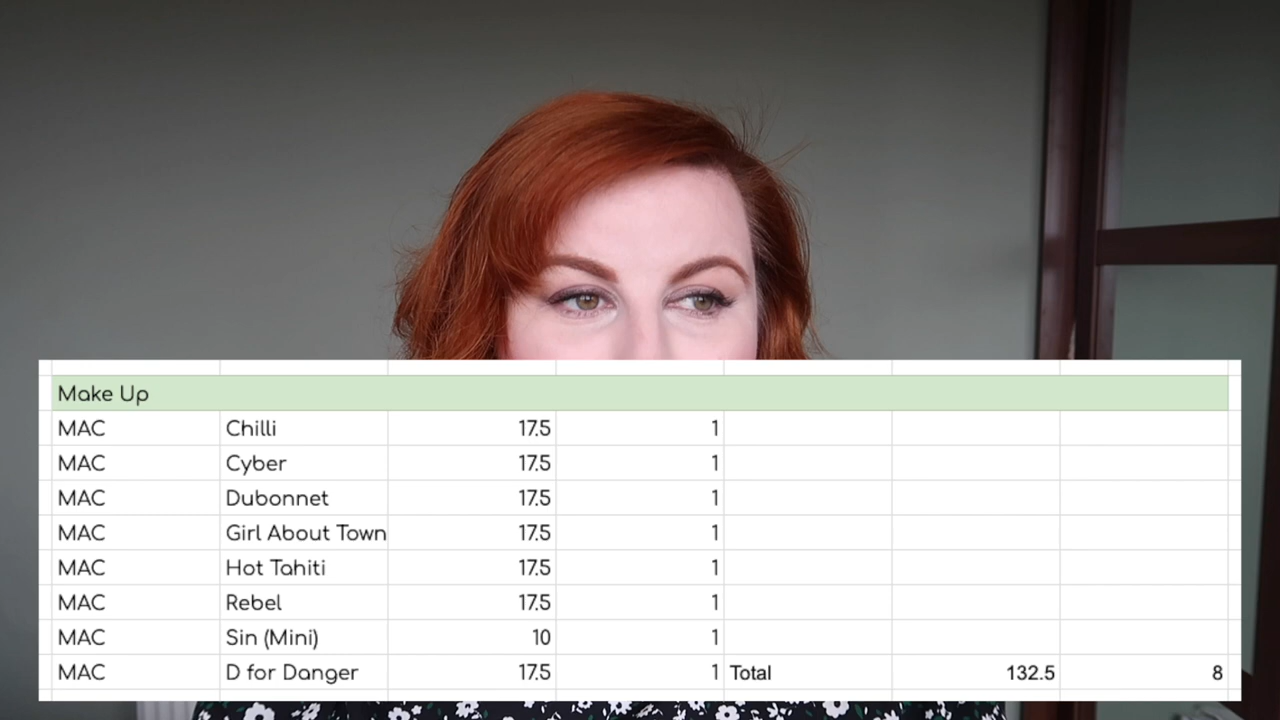 Make Up
MAC Chilli 17.5 1
MAC Cyber 17.5 1
MAC Dubonnet 17.5 1
MAC Girl About Town 17.5 1
MAC Hot Tahiti 17.5 1
MAC Rebel 17.5 1
MAC Sin (Mini) 10 1
MAC D for Danger 17.5 1 Total 132.5 8